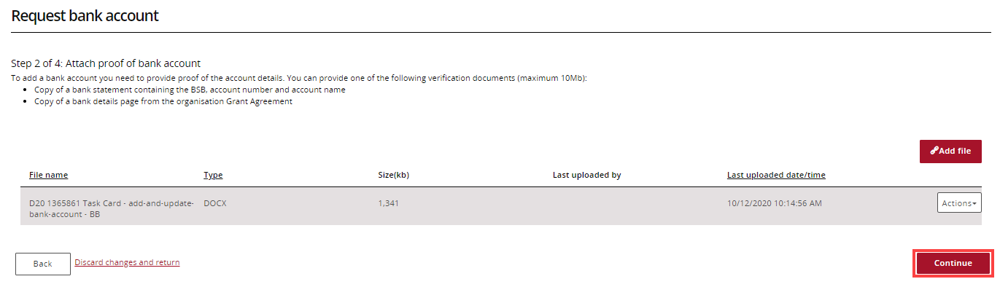 Request bank account
Step 2 of 4: Attach proof of bank account
To add a bank account you need to provide proof of the account details. You can provide one of the following verification documents (maximum 10Mb):
• Copy of a bank statement containing the BSB, account number and account name
• Copy of a bank details page from the organisation Grant Agreement
Add file
File name Type Size(kb) Last uploaded by Last uploaded date/time
D20 1365861 Task Card - add-and-update- DOCX 1,341 10/12/2020 10:14:56 AM Actions
bank-account - BB
Back Discard changes and return Continue